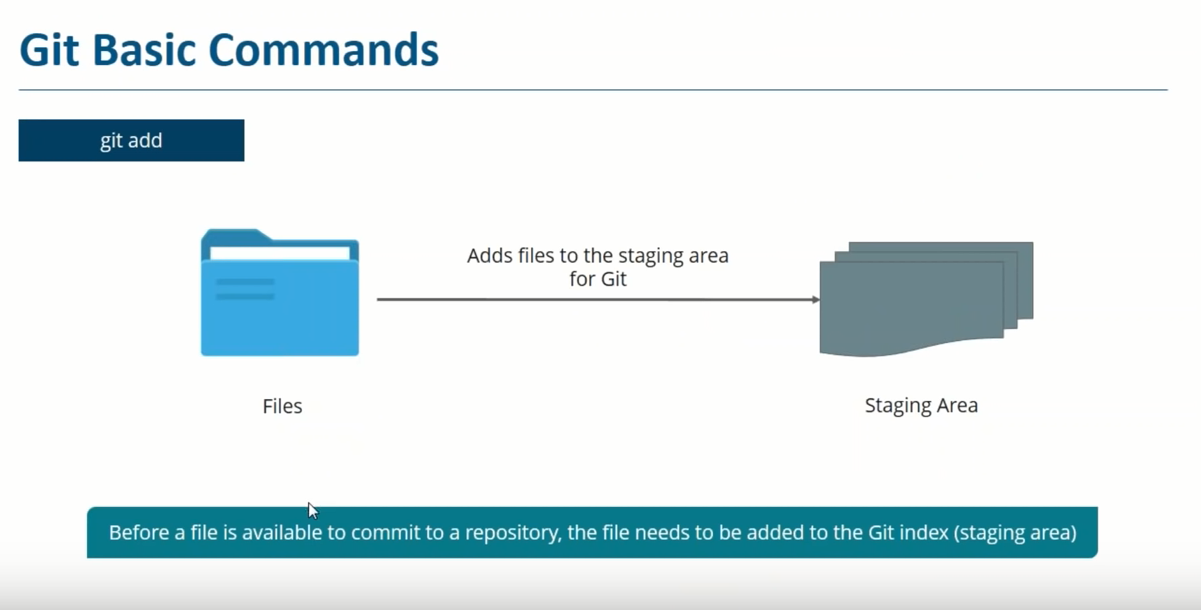 Git Basic Commands
git add
Adds files to the staging area
for Git
Files
Staging Area
Before a file is available to commit to a repository, the file needs to be added to the Git index (staging area)